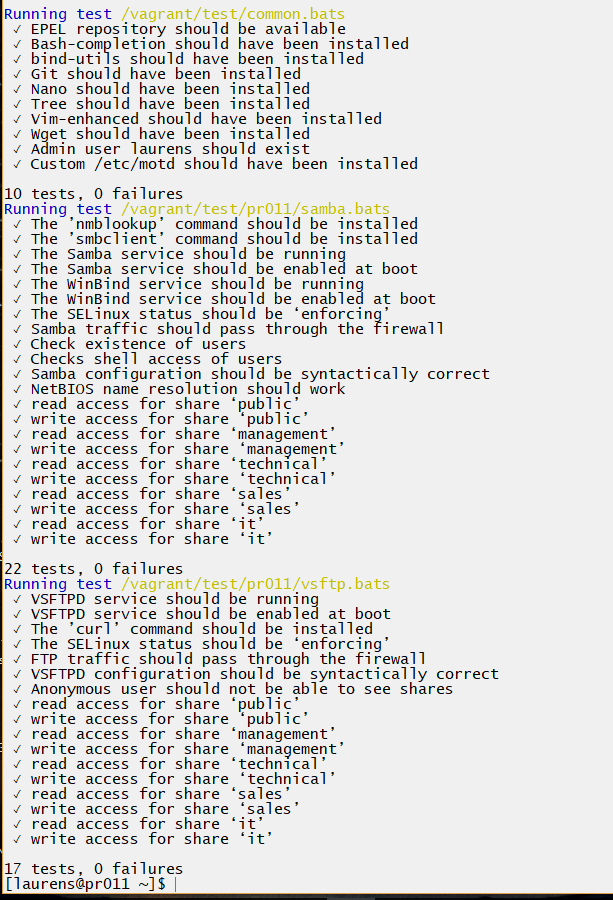 Running test /vagrant/test/common.bats
✓ EPEL repository should be available
✓ Bash-completion should have been installed
✓ bind-utils should have been installed
✓ Git should have been installed
✓ Nano should have been installed
✓ Tree should have been installed
✓ Vim-enhanced should have been installed
✓ Wget should have been installed
✓ Admin user laurens should exist
✓ Custom /etc/motd should have been installed
10 tests, 0 failures
Running test /vagrant/test/pr011/samba.bats
✓ The ’nmblookup’ command should be installed
✓ The ’smbclient’ command should be installed
✓ The Samba service should be running
✓ The Samba service should be enabled at boot
✓ The WinBind service should be running
✓ The WinBind service should be enabled at boot
✓ The SELinux status should be ‘enforcing’
✓ Samba traffic should pass through the firewall
✓ Check existence of users
✓ Checks shell access of users
✓ Samba configuration should be syntactically correct
✓ NetBIOS name resolution should work
✓ read access for share ‘public’
✓ write access for share ‘public’
✓ read access for share ‘management’
✓ write access for share ‘management’
✓ read access for share ‘technical’
✓ write access for share ‘technical’
✓ read access for share ‘sales’
✓ write access for share ‘sales’
✓ read access for share ‘it’
✓ write access for share ‘it’
22 tests, 0 failures
Running test /vagrant/test/pr011/vsftp.bats
✓ VSFTPD service should be running
✓ VSFTPD service should be enabled at boot
✓ The ’curl’ command should be installed
✓ The SELinux status should be ‘enforcing’
✓ FTP traffic should pass through the firewall
✓ VSFTPD configuration should be syntactically correct
✓ Anonymous user should not be able to see shares
✓ read access for share ‘public’
✓ write access for share ‘public’
✓ read access for share ‘management’
✓ write access for share ‘management’
✓ read access for share ‘technical’
✓ write access for share ‘technical’
✓ read access for share ‘sales’
✓ write access for share ‘sales’
✓ read access for share ‘it’
✓ write access for share ‘it’
17 tests, 0 failures
[laurens@pr011 ~]$